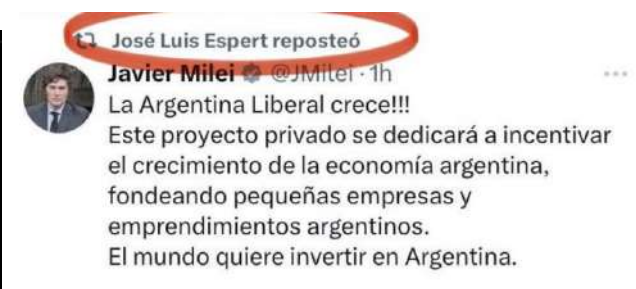 José Luis Espert reposteó
Javier Milei @JMilei · 1h
La Argentina Liberal crece!!!
Este proyecto privado se dedicará a incentivar
el crecimiento de la economía argentina,
fondeando pequeñas empresas y
emprendimientos argentinos.
El mundo quiere invertir en Argentina.